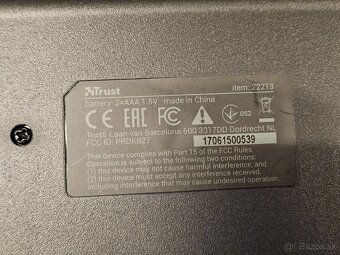 Trust
item: 22213
battery: 2xAAA 1.5V made in China
FC CE 052
Trust. Laan van Barcelona 600 3317DD Dordrecht NL
FCC ID: PRDKB27
17061500539
This device complies with Part 15 of the FCC Rules.
Operation is subject to the following two conditions:
(1) this device may not cause harmful interference, and
(2) this device must accept any interference received,
including interference that may cause undesired operation
bazos.sk